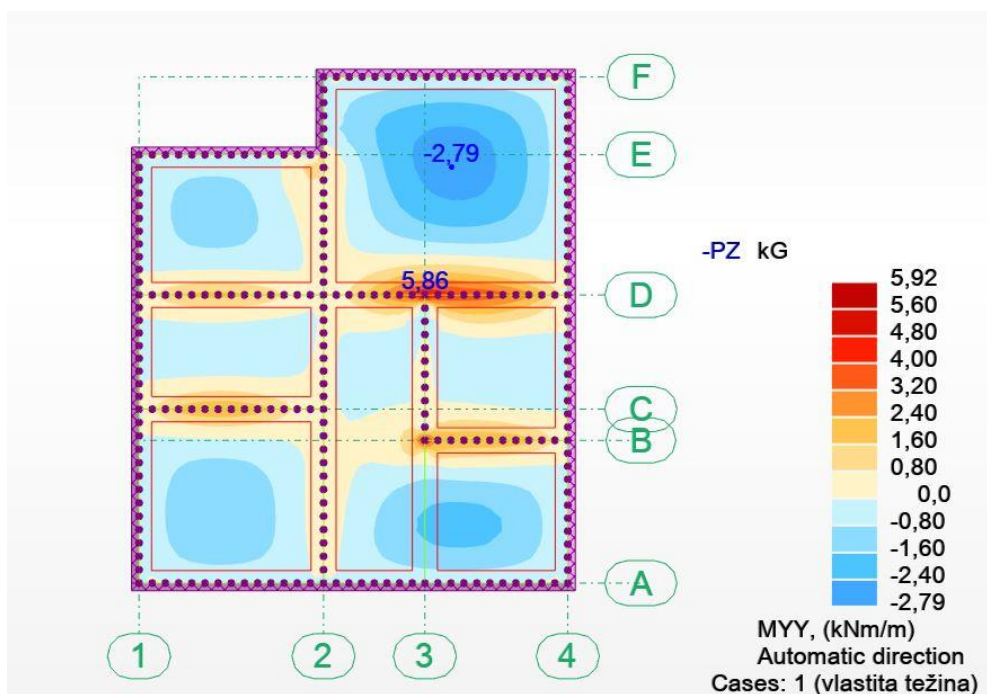 F
E
-2,79
-PZ kG
5,86
D
5,92
5,60
4,80
4,00
3,20
2,40
1,60
0,80
0,0
-0,80
-1,60
-2,40
-2,79
C
B
A
MYY, (kNm/m)
Automatic direction
Cases: 1 (vlastita težina)
1
2
3
4